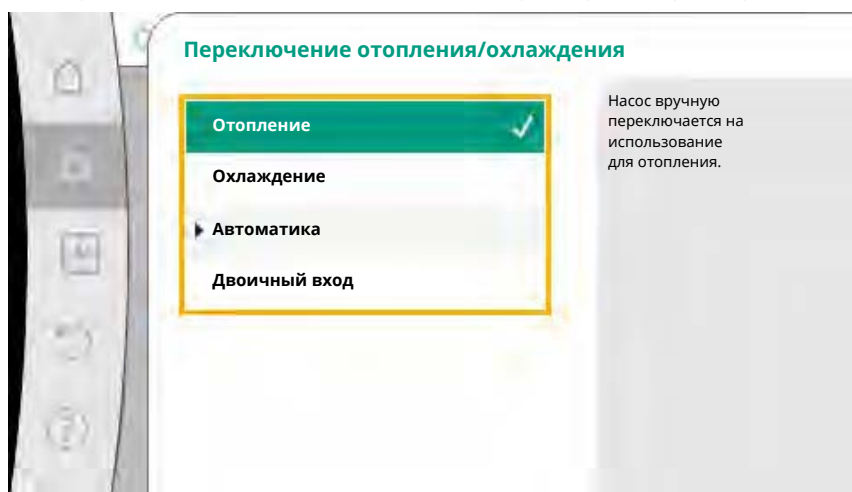 Переключение отопления/охлаждения
Отопление
Охлаждение
Автоматика
Двоичный вход
Насос вручную
переключается на
использование
для отопления.